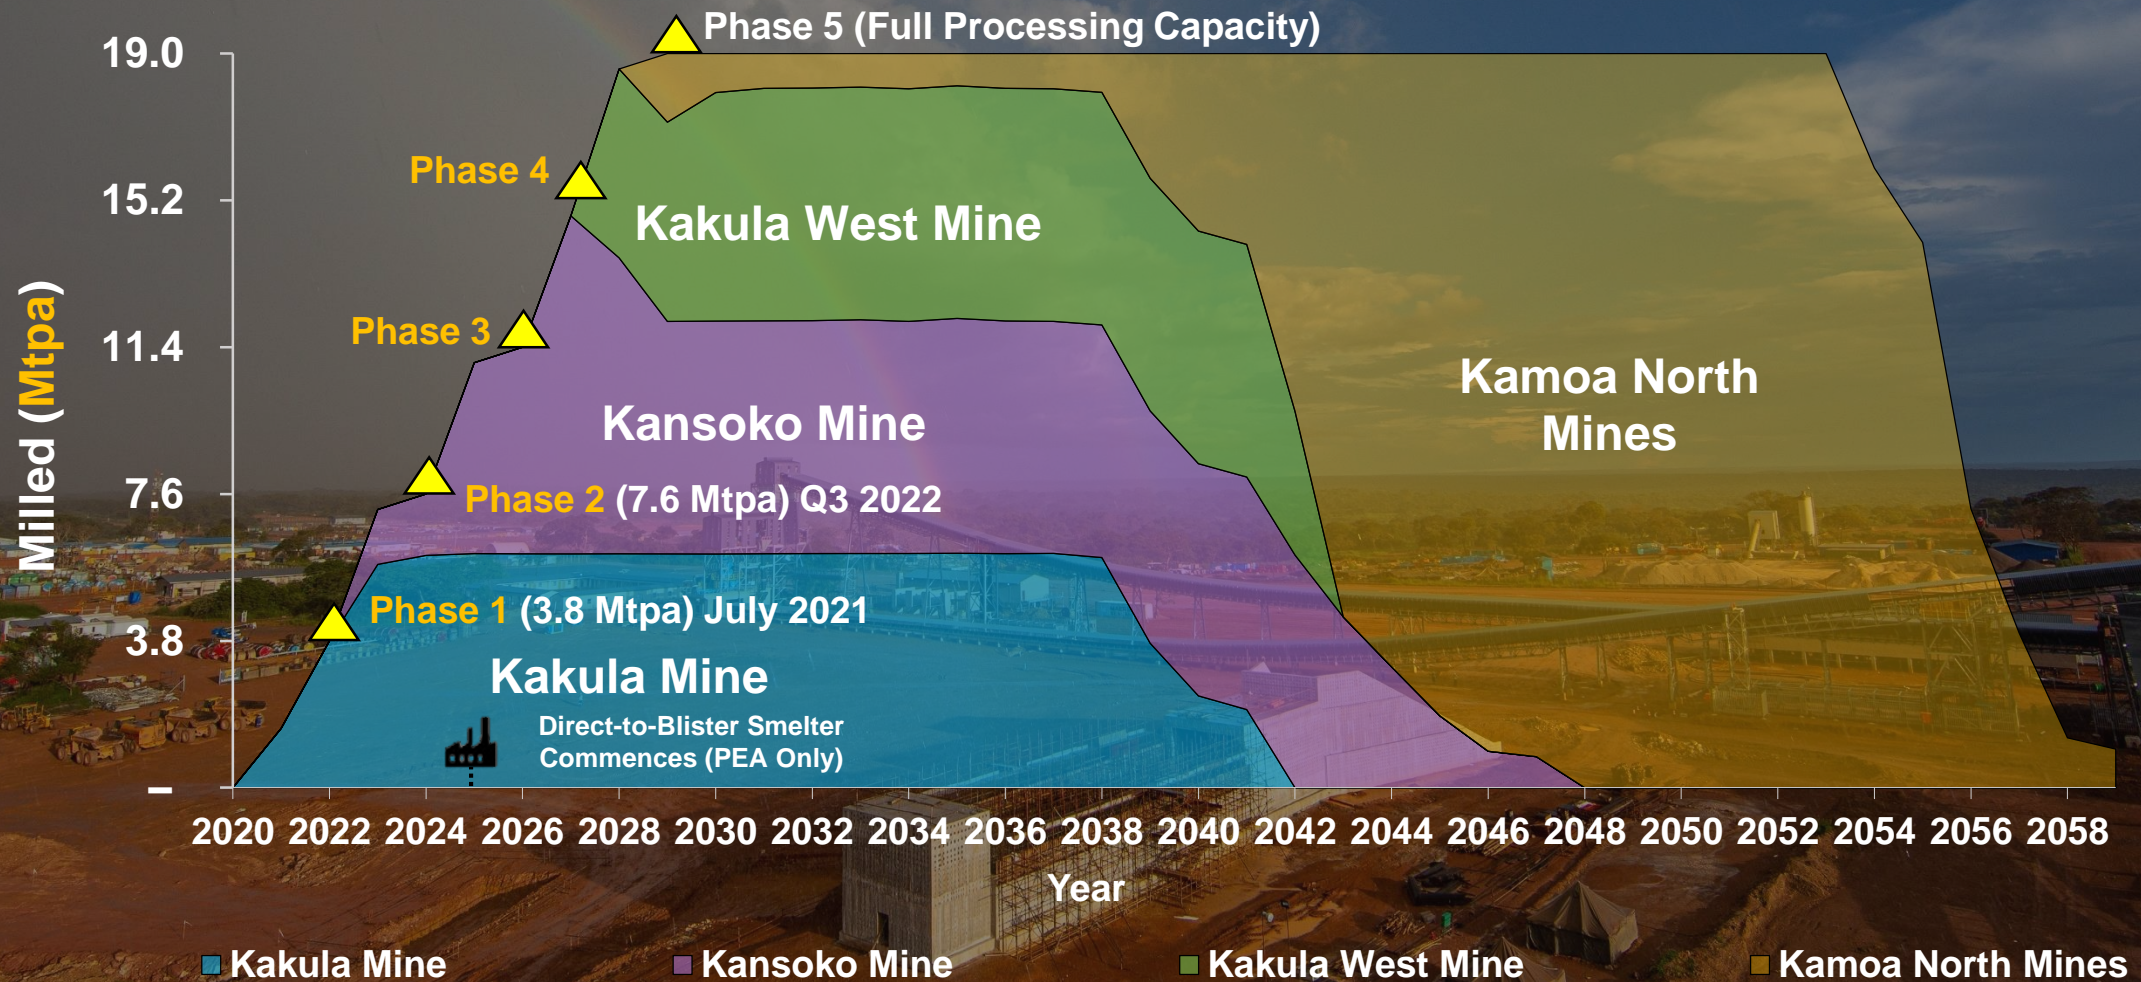 Phase 5 (Full Processing Capacity)
19.0
Phase 4
15.2
Kakula West Mine
Milled (Mtpa)
Phase 3
11.4
Kamoa North
Mines
Kansoko Mine
7.6
Phase 2 (7.6 Mtpa) Q3 2022
Phase 1 (3.8 Mtpa) July 2021
3.8
Kakula Mine
Direct-to-Blister Smelter
Commences (PEA Only)
–
2020 2022 2024 2026 2028 2030 2032 2034 2036 2038 2040 2042 2044 2046 2048 2050 2052 2054 2056 2058
Year
Kakula Mine Kansoko Mine Kakula West Mine Kamoa North Mines